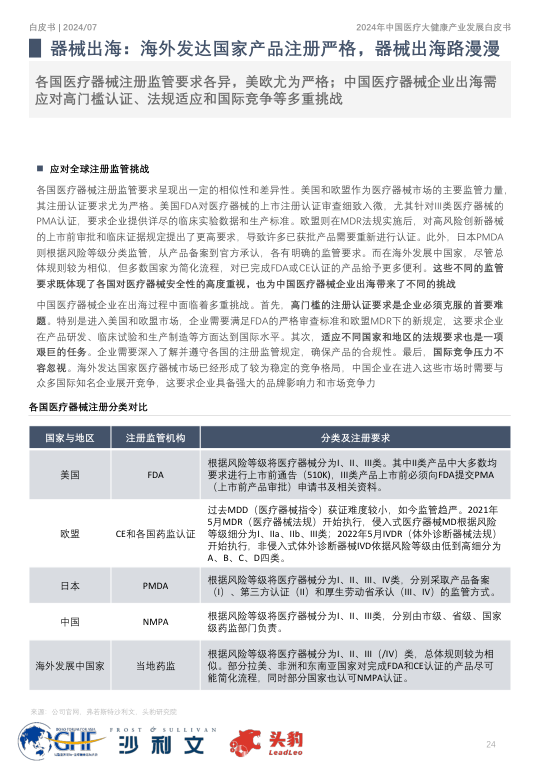 白皮书 | 2024/07
2024年中国医疗大健康产业发展白皮书
器械出海：海外发达国家产品注册严格，器械出海路漫漫
各国医疗器械注册监管要求各异，美欧尤为严格；中国医疗器械企业出海需
应对高门槛认证、法规适应和国际竞争等多重挑战
应对全球注册监管挑战
各国医疗器械注册监管要求呈现出一定的相似性和差异性。美国和欧盟作为医疗器械市场的主要监管力量，
其注册认证要求尤为严格。美国FDA对医疗器械的上市注册认证审查细致入微，尤其针对III类医疗器械的
PMA认证，要求企业提供详尽的临床实验数据和生产标准。欧盟则在MDR法规实施后，对高风险创新器械
的上市前审批和临床证据规定提出了更高要求，导致许多已获批产品需要重新进行认证。此外，日本PMDA
则根据风险等级分类监管，从产品备案到官方承认，各有明确的监管要求。而在海外发展中国家，尽管总
体规则较为相似，但多数国家为简化流程，对已完成FDA或CE认证的产品给予更多便利。这些不同的监管
要求既体现了各国对医疗器械安全性的高度重视，也为中国医疗器械企业出海带来了不同的挑战
中国医疗器械企业在出海过程中面临着多重挑战。首先，高门槛的注册认证要求是企业必须克服的首要难
题。特别是进入美国和欧盟市场，企业需要满足FDA的严格审查标准和欧盟MDR下的新规定，这要求企业
在产品研发、临床试验和生产制造等方面达到国际水平。其次，适应不同国家和地区的法规要求也是一项
艰巨的任务。企业需要深入了解并遵守各国的注册监管规定，确保产品的合规性。最后，国际竞争压力不
容忽视。海外发达国家医疗器械市场已经形成了较为稳定的竞争格局，中国企业在进入这些市场时需要与
众多国际知名企业展开竞争，这要求企业具备强大的品牌影响力和市场竞争力
各国医疗器械注册分类对比
国家与地区 注册监管机构 分类及注册要求
美国 FDA 根据风险等级将医疗器械分为I、II、III类。其中II类产品中大多数均
要求进行上市前通告（510K），III类产品上市前必须向FDA提交PMA
（上市前产品审批）申请书及相关资料。
欧盟 CE和各国药监认证 过去MDD（医疗器械指令）获证难度较小，如今监管趋严。2021年
5月MDR（医疗器械法规）开始执行，侵入式医疗器械MD根据风险
等级细分为I、IIa、IIb、III类；2022年5月IVDR（体外诊断器械法规）
开始执行，非侵入式体外诊断器械IVD依据风险等级由低到高细分为
A、B、C、D四类。
日本 PMDA 根据风险等级将医疗器械分为I、II、III、IV类，分别采取产品备案
（I）、第三方认证（II）和厚生劳动省承认（III、IV）的监管方式。
中国 NMPA 根据风险等级将医疗器械分为I、II、III类，分别由市级、省级、国家
级药监部门负责。
海外发展中国家 当地药监 根据风险等级将医疗器械分为I、II、III（/IV）类，总体规则较为相
似。部分拉美、非洲和东南亚国家对完成FDA和CE认证的产品尽可
能简化流程，同时部分国家也认可NMPA认证。
来源：公司官网、弗若斯特沙利文、头豹研究院
GHF
FROST & SULLIVAN
沙利文
头豹
LeadLeo
24